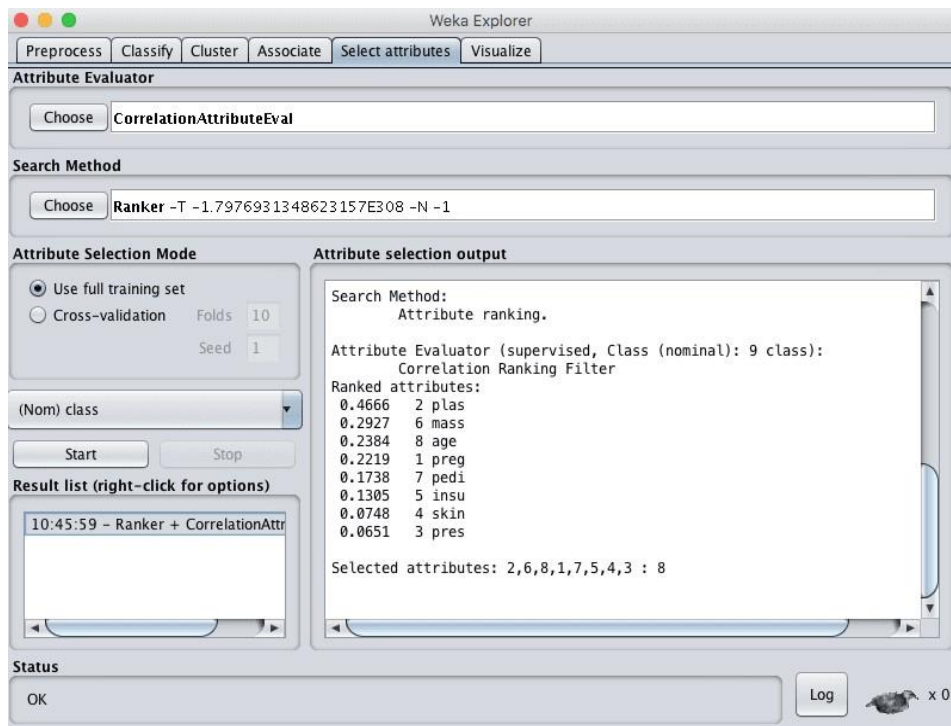 Weka Explorer
Preprocess Classify Cluster Associate Select attributes Visualize
Attribute Evaluator
Choose CorrelationAttributeEval
Search Method
Choose Ranker -T -1.7976931348623157E308 -N -1
Attribute Selection Mode
Use full training set
Cross-validation Folds 10
Seed 1
(Nom) class
Start Stop
Result list (right-click for options)
10:45:59 - Ranker + CorrelationAttr
Attribute selection output
Search Method:
Attribute ranking.
Attribute Evaluator (supervised, Class (nominal): 9 class):
Correlation Ranking Filter
Ranked attributes:
0.4666 2 plas
0.2927 6 mass
0.2384 8 age
0.2219 1 preg
0.1738 7 pedi
0.1305 5 insu
0.0748 4 skin
0.0651 3 pres
Selected attributes: 2,6,8,1,7,5,4,3 : 8
Status
OK
Log x 0